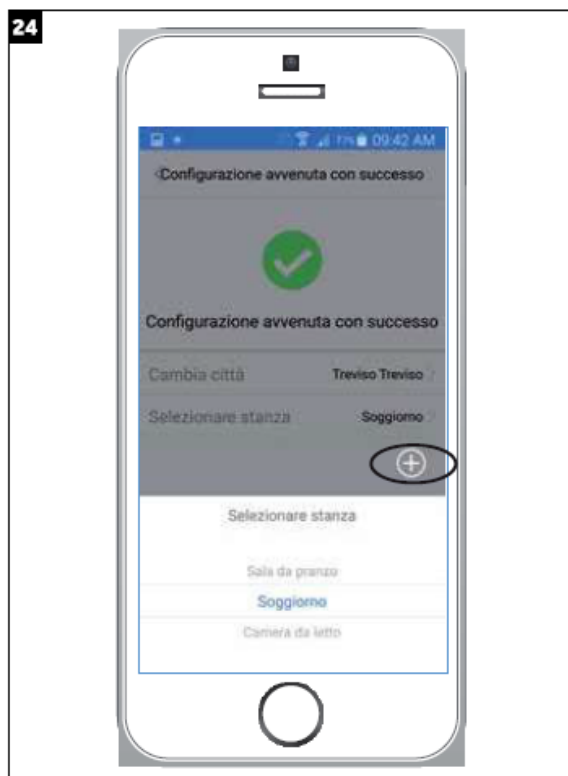 24
77% 09:42 AM
Configurazione avvenuta con successo
Configurazione avvenuta con successo
Cambia città Treviso Treviso
Selezionare stanza Soggiorno
Selezionare stanza
Sala da pranzo
Soggiorno
Camera da letto